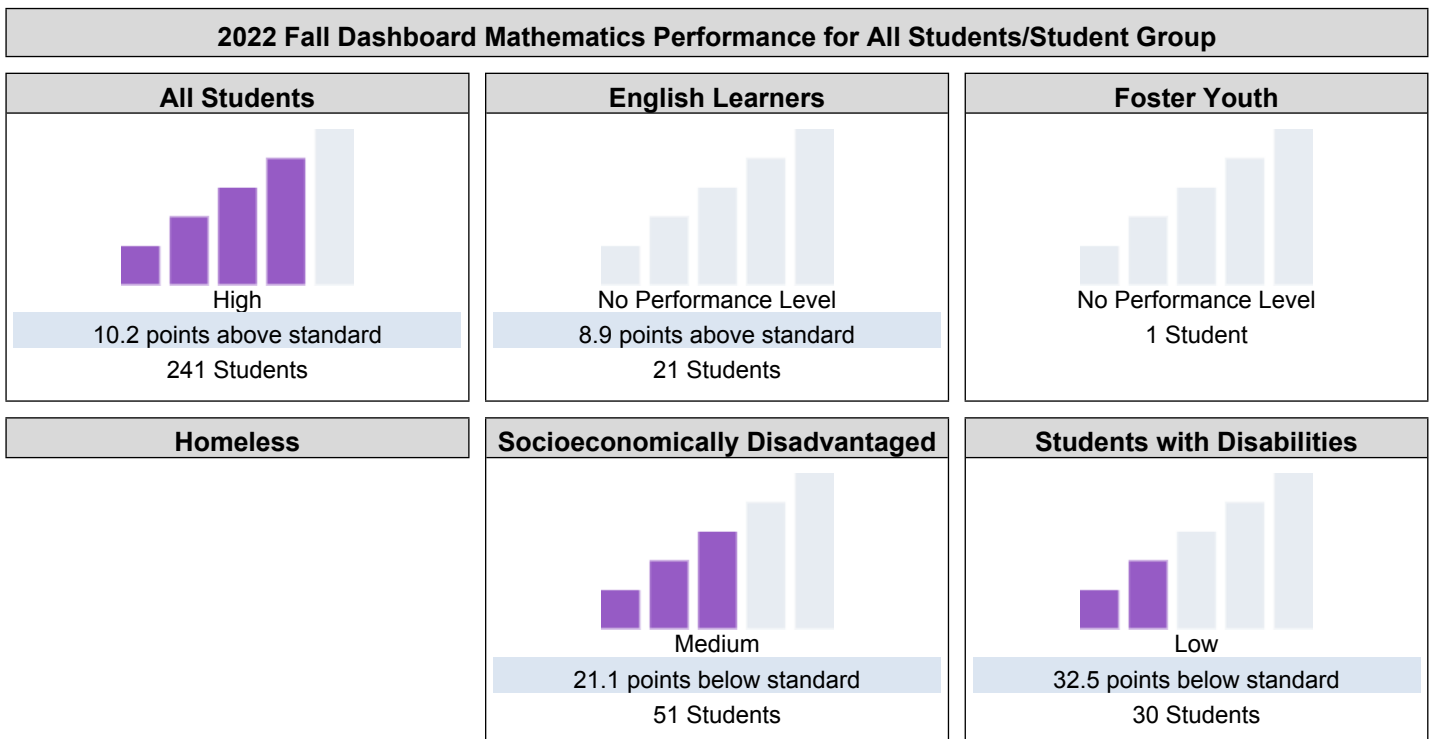 2022 Fall Dashboard Mathematics Performance for All Students/Student Group
All Students
High
10.2 points above standard
241 Students
English Learners
No Performance Level
8.9 points above standard
21 Students
Foster Youth
No Performance Level
1 Student
Homeless
Socioeconomically Disadvantaged
Medium
21.1 points below standard
51 Students
Students with Disabilities
Low
32.5 points below standard
30 Students